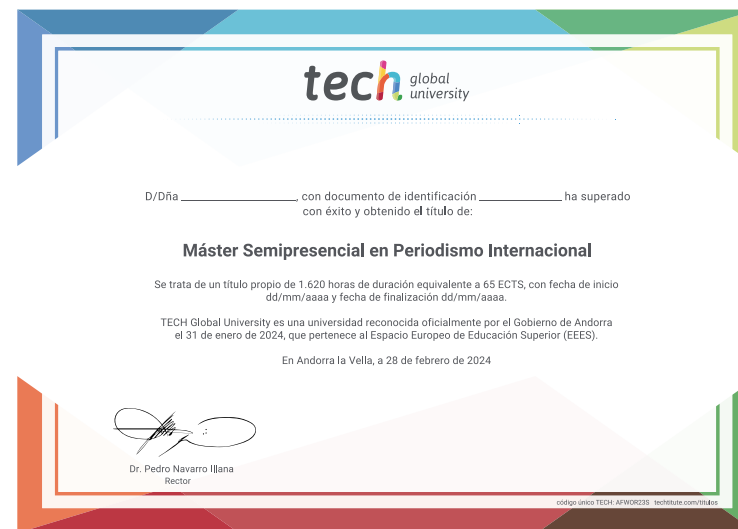 tech global university
D/Dña ____________, con documento de identificación ____________ ha superado
con éxito y obtenido el título de:
Máster Semipresencial en Periodismo Internacional
Se trata de un título propio de 1.620 horas de duración equivalente a 65 ECTS, con fecha de inicio
dd/mm/aaaa y fecha de finalización dd/mm/aaaa.
TECH Global University es una universidad reconocida oficialmente por el Gobierno de Andorra
el 31 de enero de 2024, que pertenece al Espacio Europeo de Educación Superior (EEES).
En Andorra la Vella, a 28 de febrero de 2024
Dr. Pedro Navarro Illana
Rector
código único TECH: AFWOR23S techtitute.com/titulos